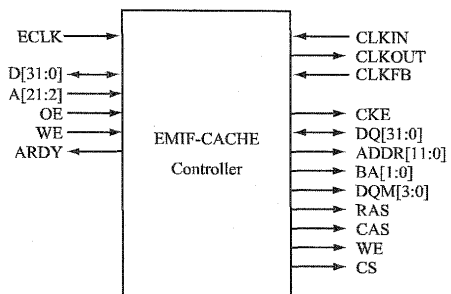 ECLK
D[31:0]
A[21:2]
OE
WE
ARDY
EMIF-CACHE
Controller
CLKIN
CLKOUT
CLKFB
CKE
DQ[31:0]
ADDR[11:0]
BA[1:0]
DQM[3:0]
RAS
CAS
WE
CS